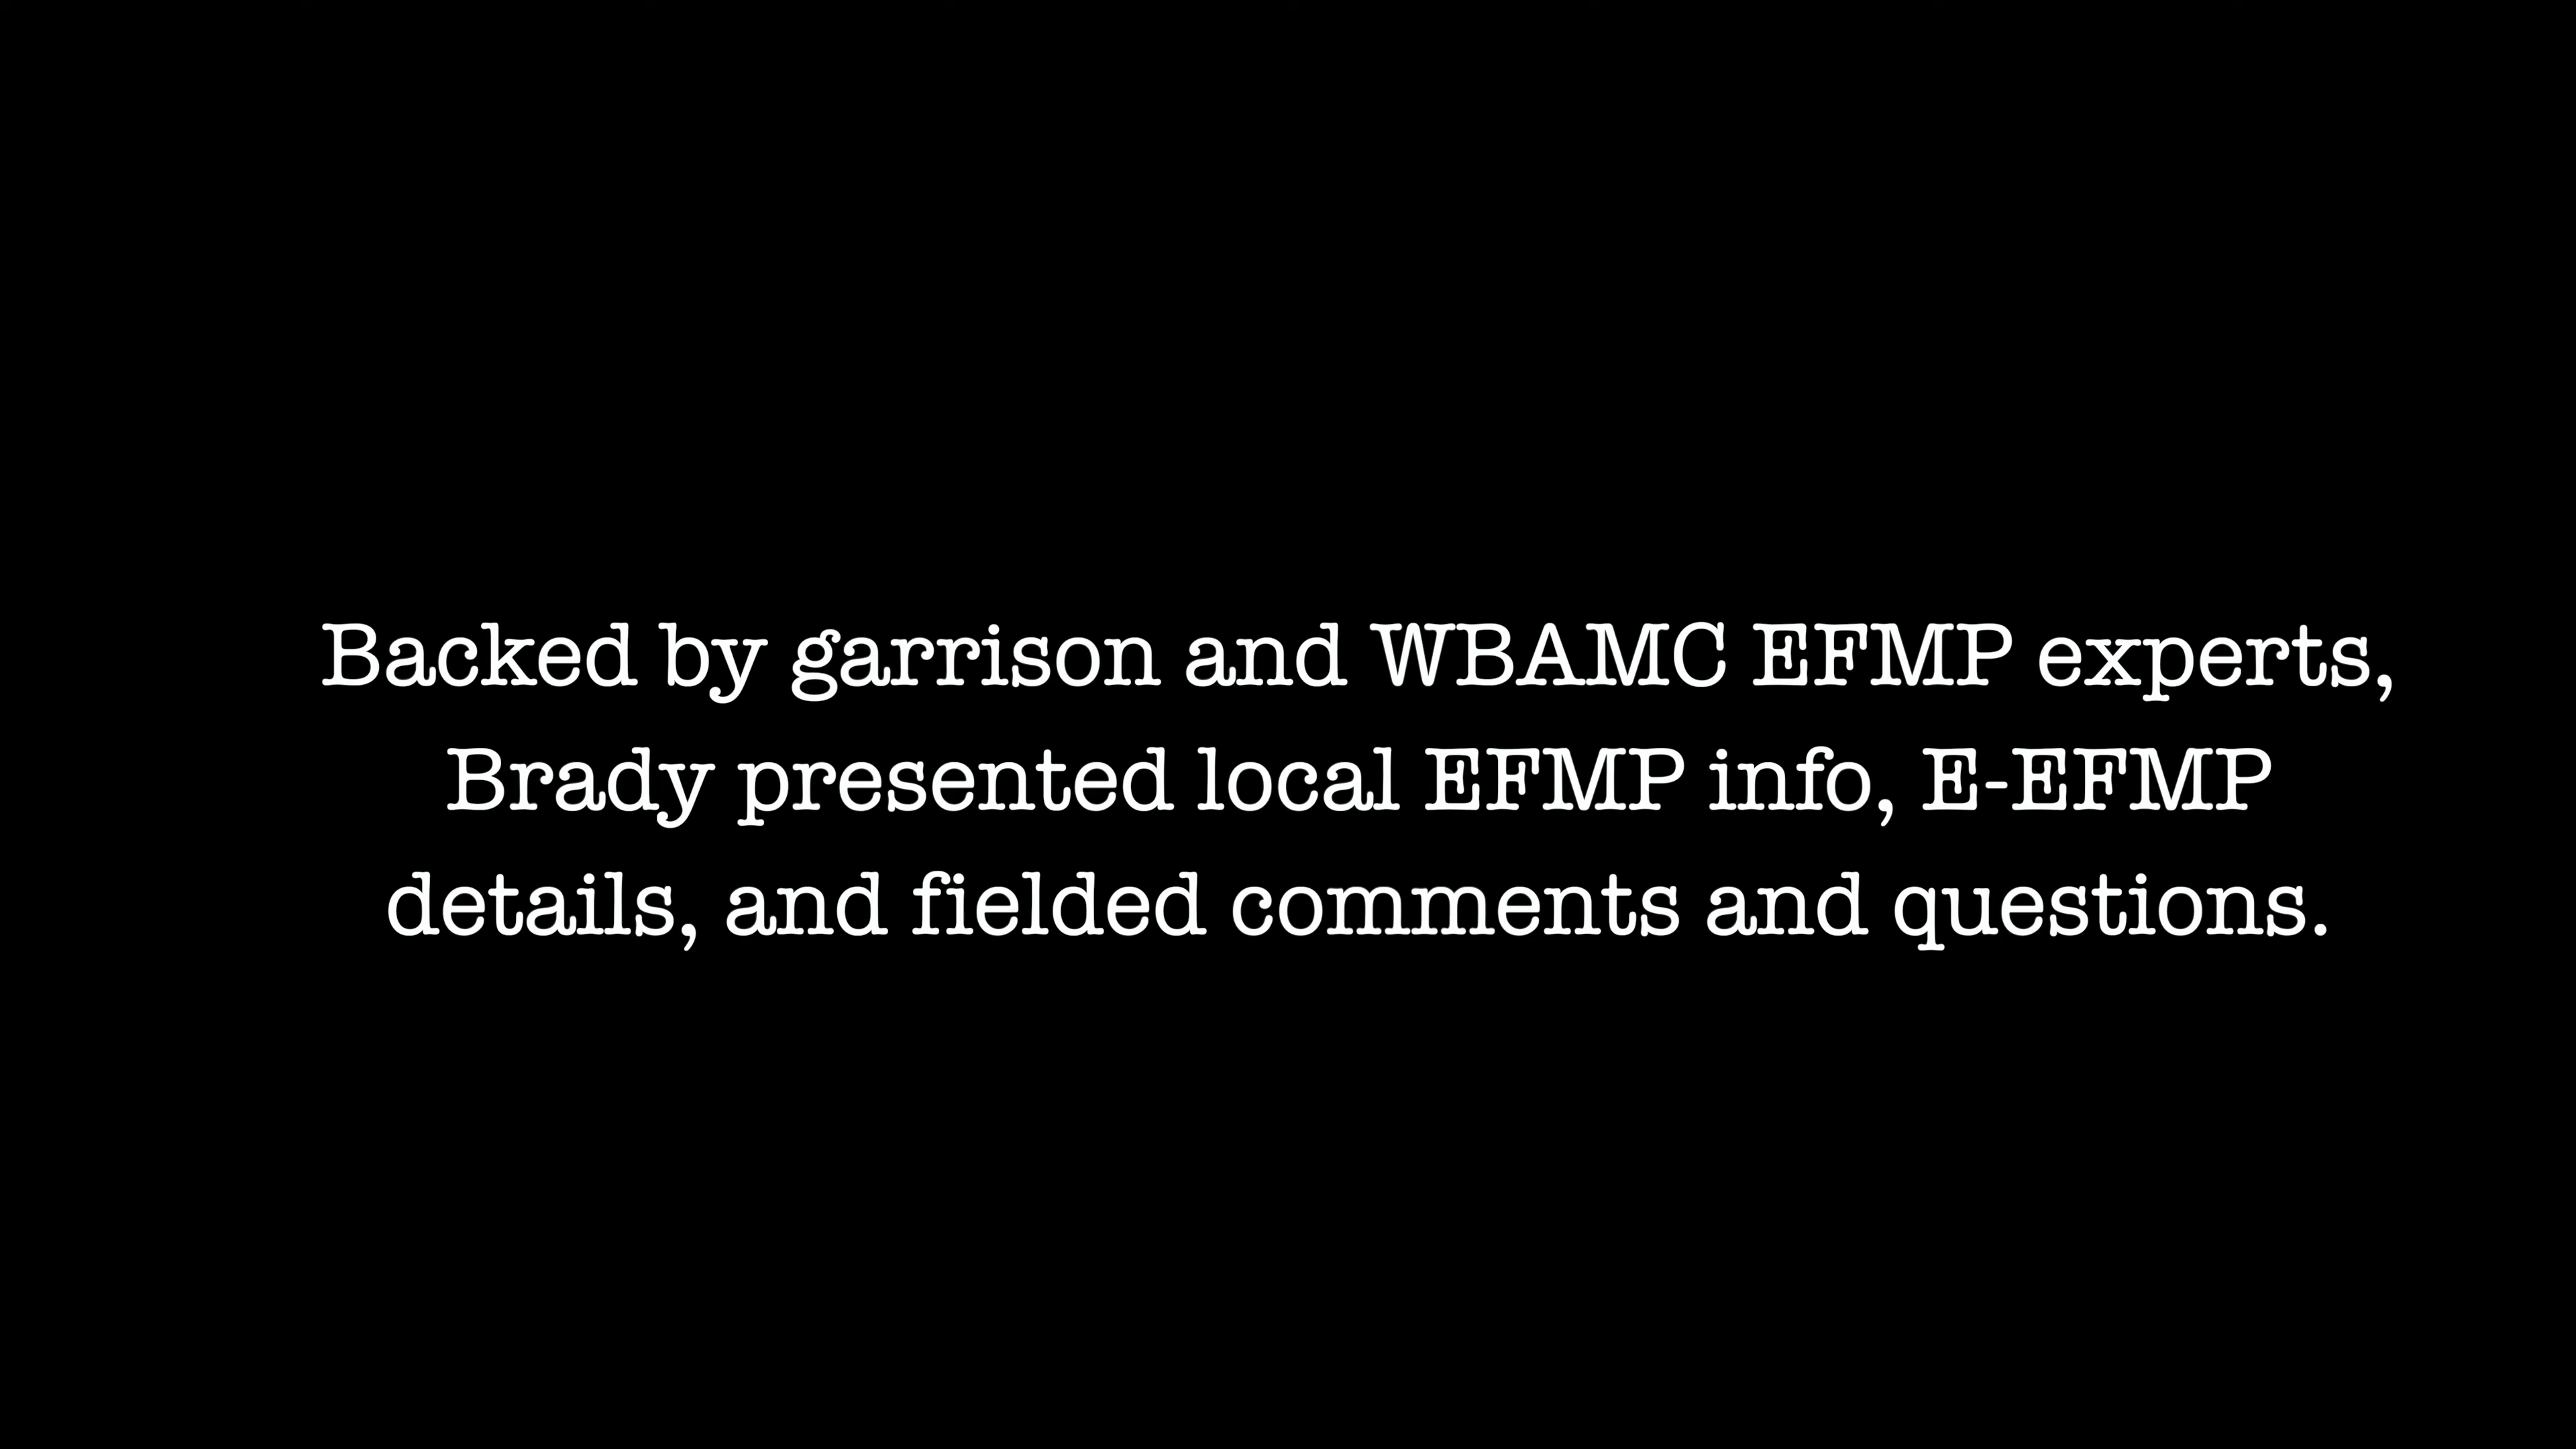 Backed by garrison and WBAMC EFMP experts,
Brady presented local EFMP info, E-EFMP
details, and fielded comments and questions.